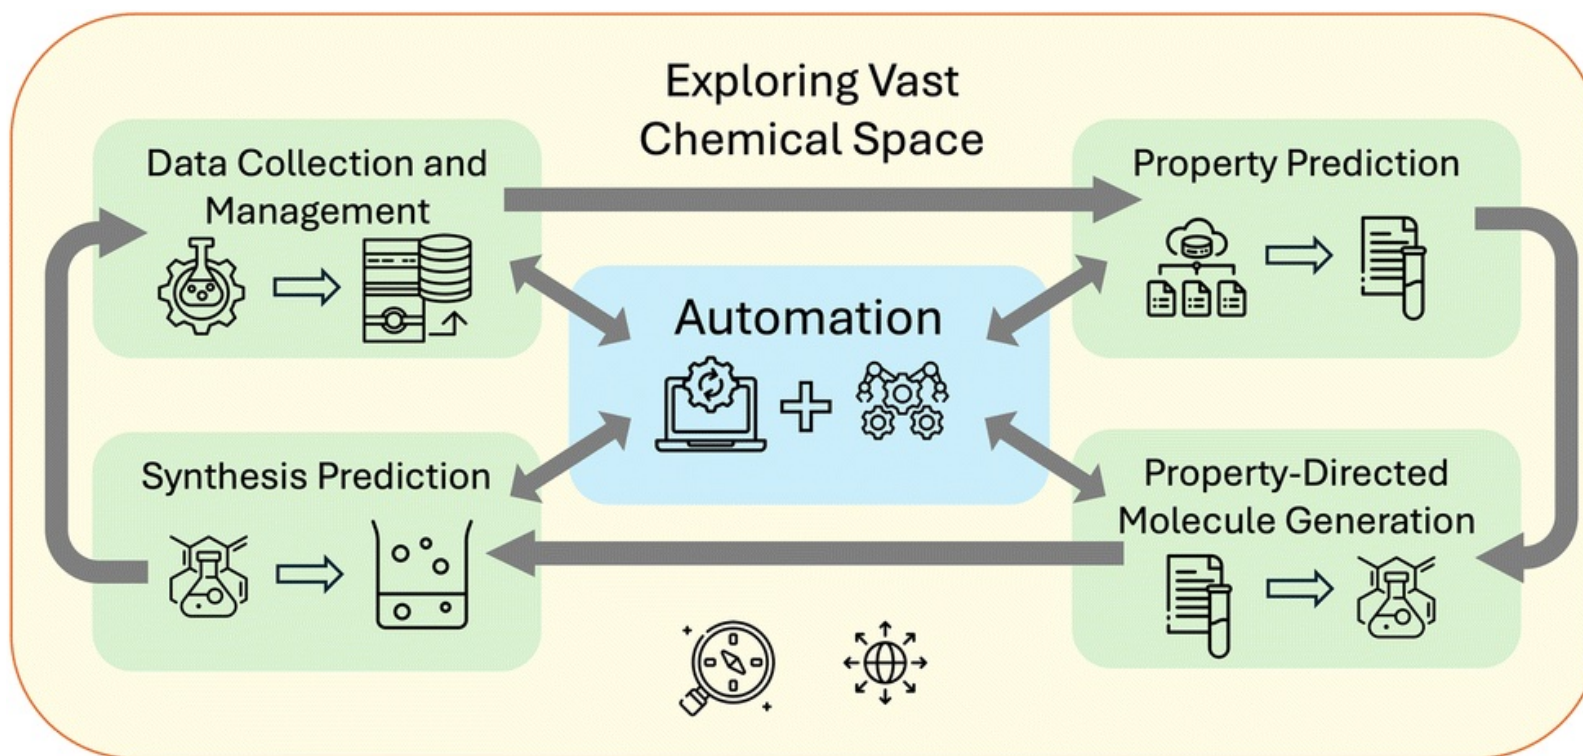 Exploring Vast
Chemical Space
Data Collection and
Management
Property Prediction
Automation
Synthesis Prediction
Property-Directed
Molecule Generation